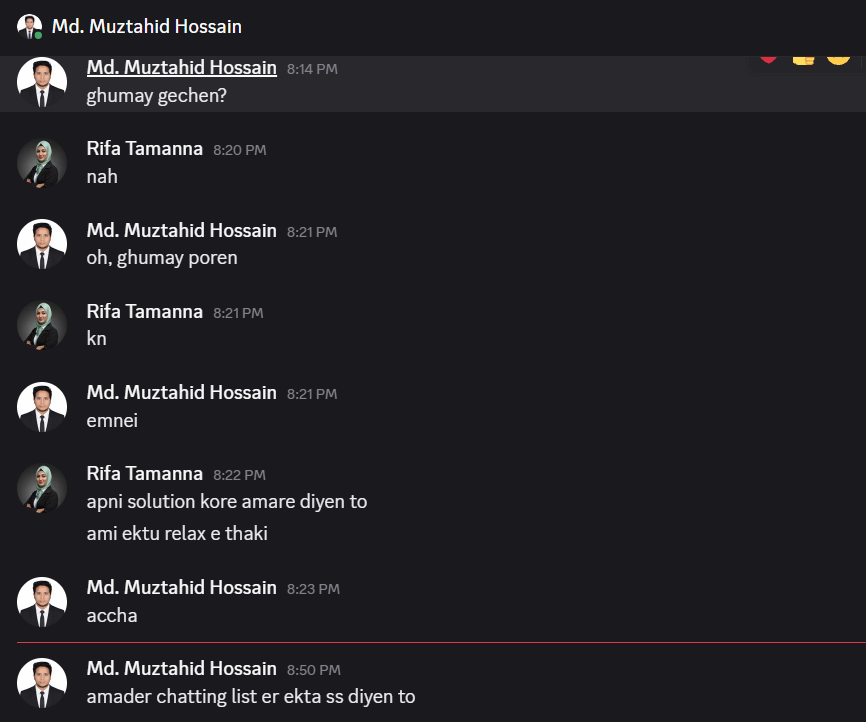 Md. Muztahid Hossain
Md. Muztahid Hossain 8:14 PM
ghumay gechen?
Rifa Tamanna 8:20 PM
nah
Md. Muztahid Hossain 8:21 PM
oh, ghumay poren
Rifa Tamanna 8:21 PM
kn
Md. Muztahid Hossain 8:21 PM
emnei
Rifa Tamanna 8:22 PM
apni solution kore amare diyen to
ami ektu relax e thaki
Md. Muztahid Hossain 8:23 PM
accha
Md. Muztahid Hossain 8:50 PM
amader chatting list er ekta ss diyen to